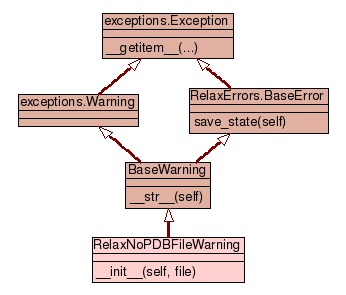 exceptions.Exception
__getitem__(...)
exceptions.Warning
RelaxErrors.BaseError
save_state(self)
BaseWarning
__str__(self)
RelaxNoPDBFileWarning
__init__(self, file)